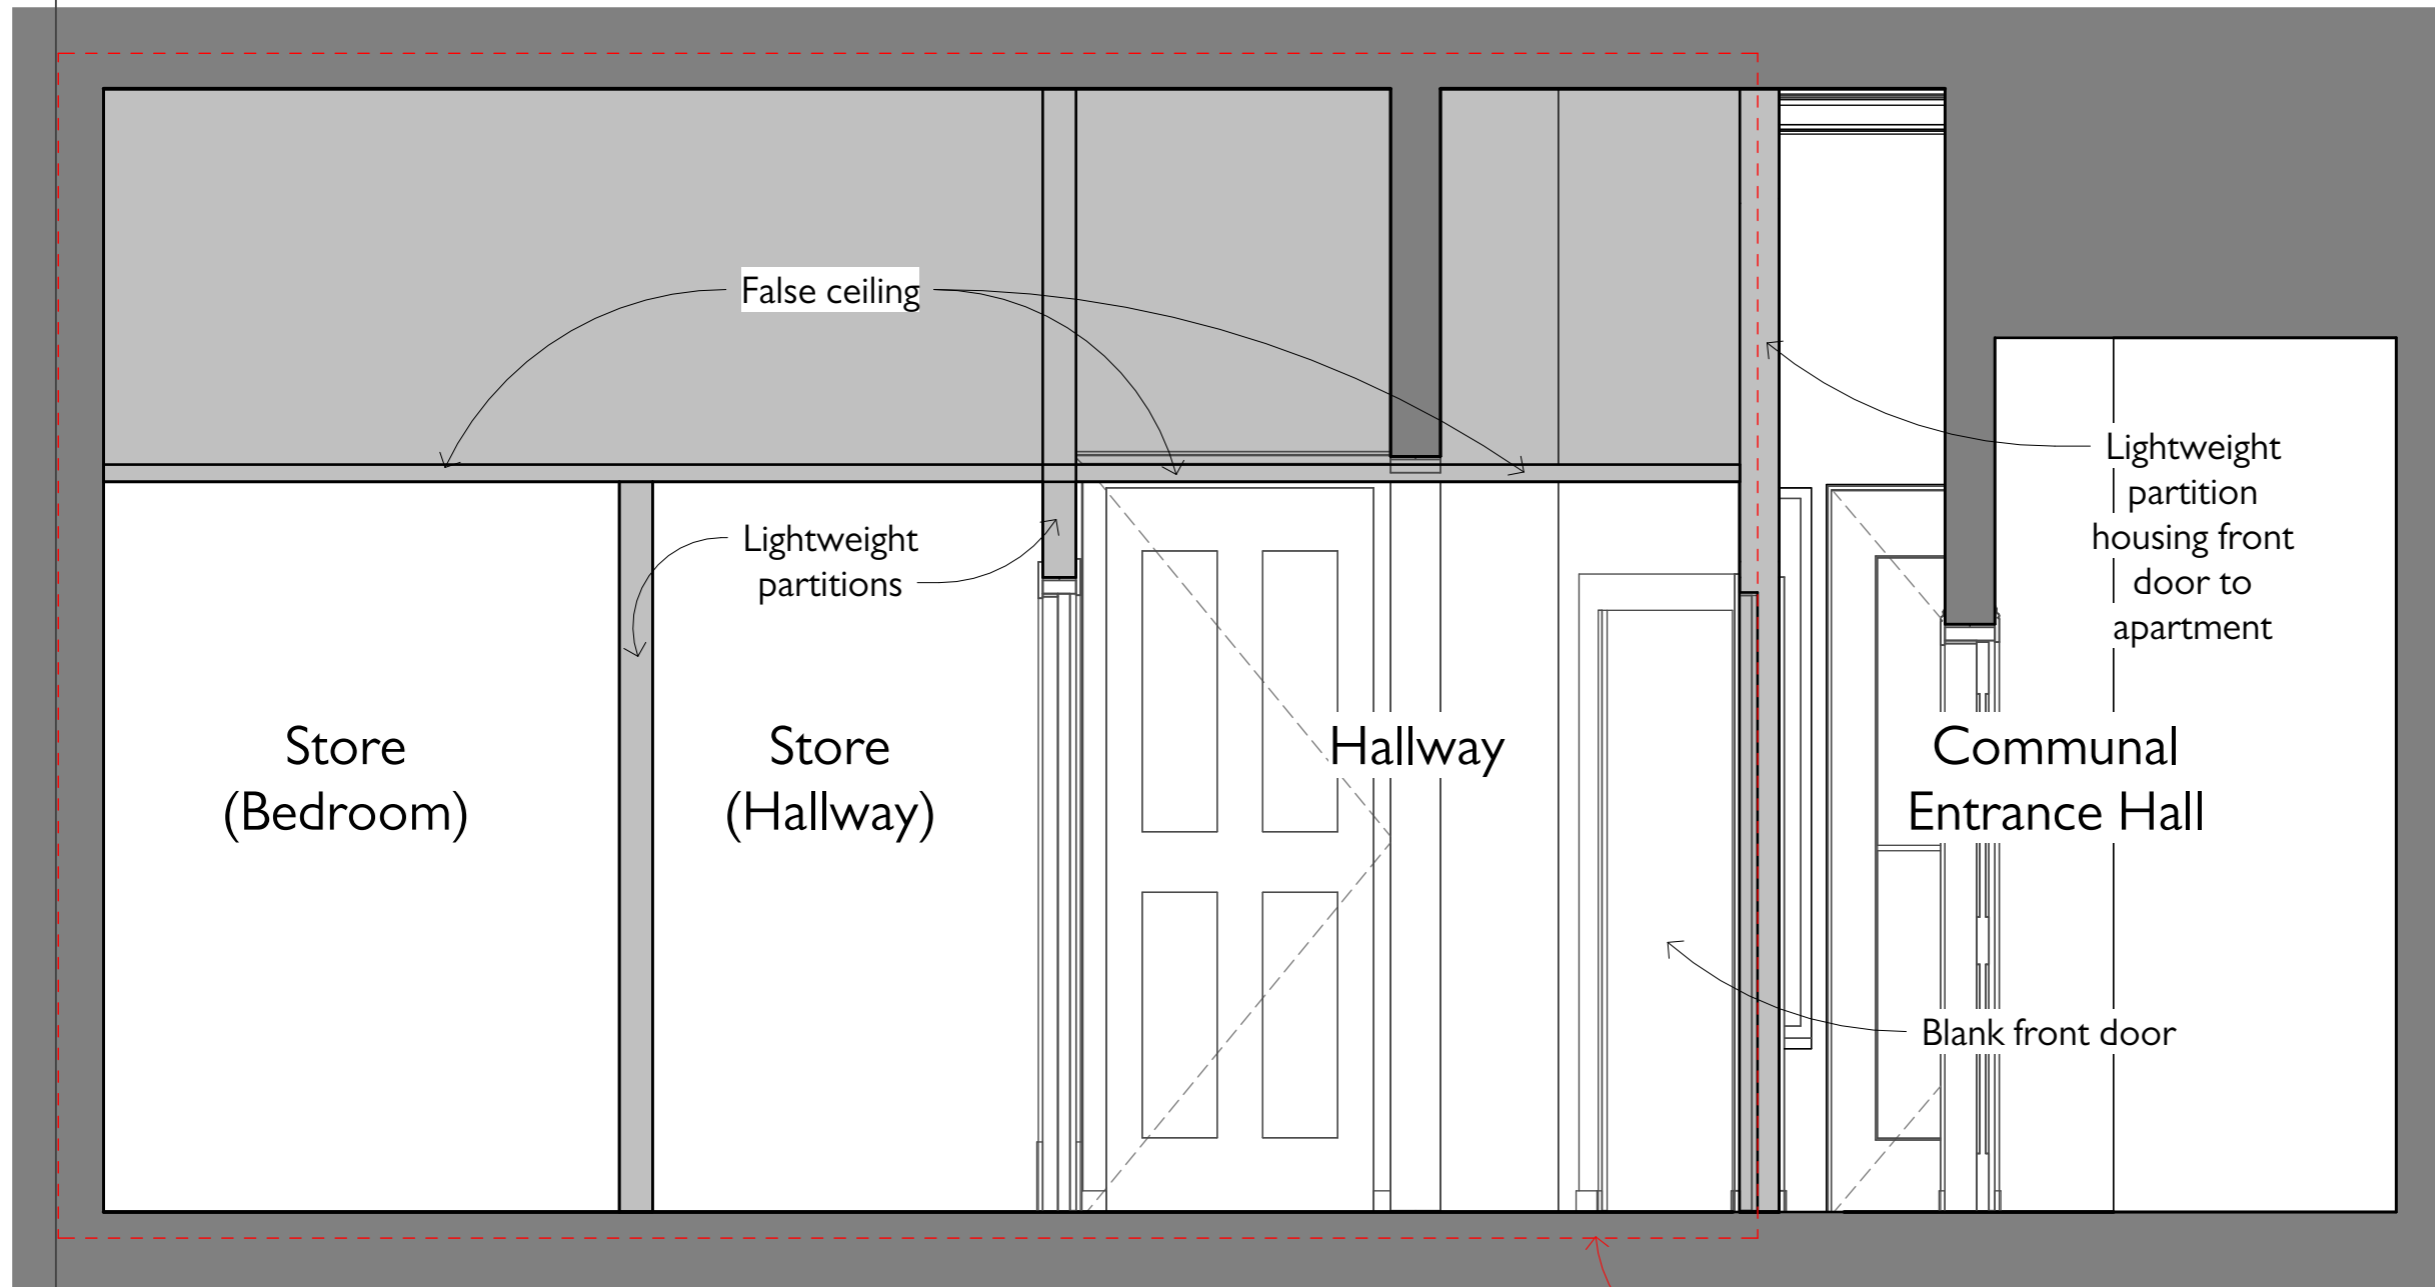 False ceiling
Lightweight
partitions
Lightweight
partition
housing front
door to
apartment
Store
(Bedroom)
Store
(Hallway)
Hallway
Communal
Entrance Hall
Blank front door